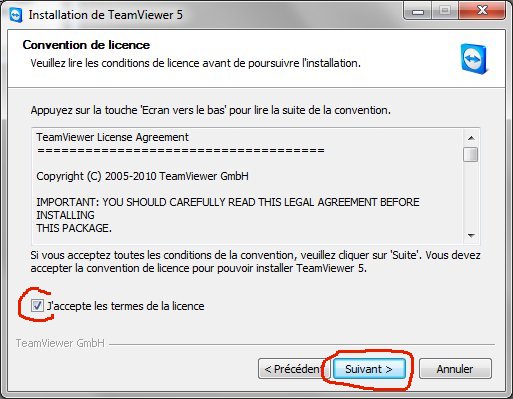 Installation de TeamViewer 5
Convention de licence
Veuillez lire les conditions de licence avant de poursuivre l'installation.
Appuyez sur la touche 'Ecran vers le bas' pour lire la suite de la convention.
TeamViewer License Agreement
====================================
Copyright (C) 2005-2010 TeamViewer GmbH
IMPORTANT: YOU SHOULD CAREFULLY READ THIS LEGAL AGREEMENT BEFORE
INSTALLING
THIS PACKAGE.
Si vous acceptez toutes les conditions de la convention, veuillez cliquer sur 'Suite'. Vous devez
accepter la convention de licence pour pouvoir installer TeamViewer 5.
J'accepte les termes de la licence
TeamViewer GmbH
< Précédent
Suivant >
Annuler